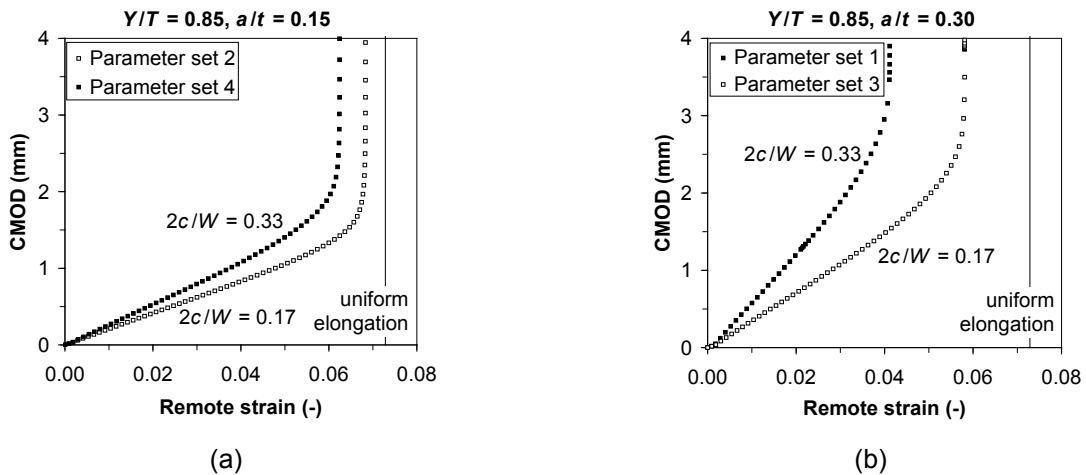 Y/T = 0.85, a/t = 0.15
4
3
2
1
0
CMOD (mm)
Parameter set 2
Parameter set 4
2c/W = 0.33
2c/W = 0.17
uniform
elongation
0.00 0.02 0.04 0.06 0.08
Remote strain (-)
(a)
Y/T = 0.85, a/t = 0.30
4
3
2
1
0
CMOD (mm)
Parameter set 1
Parameter set 3
2c/W = 0.33
2c/W = 0.17
uniform
elongation
0.00 0.02 0.04 0.06 0.08
Remote strain (-)
(b)